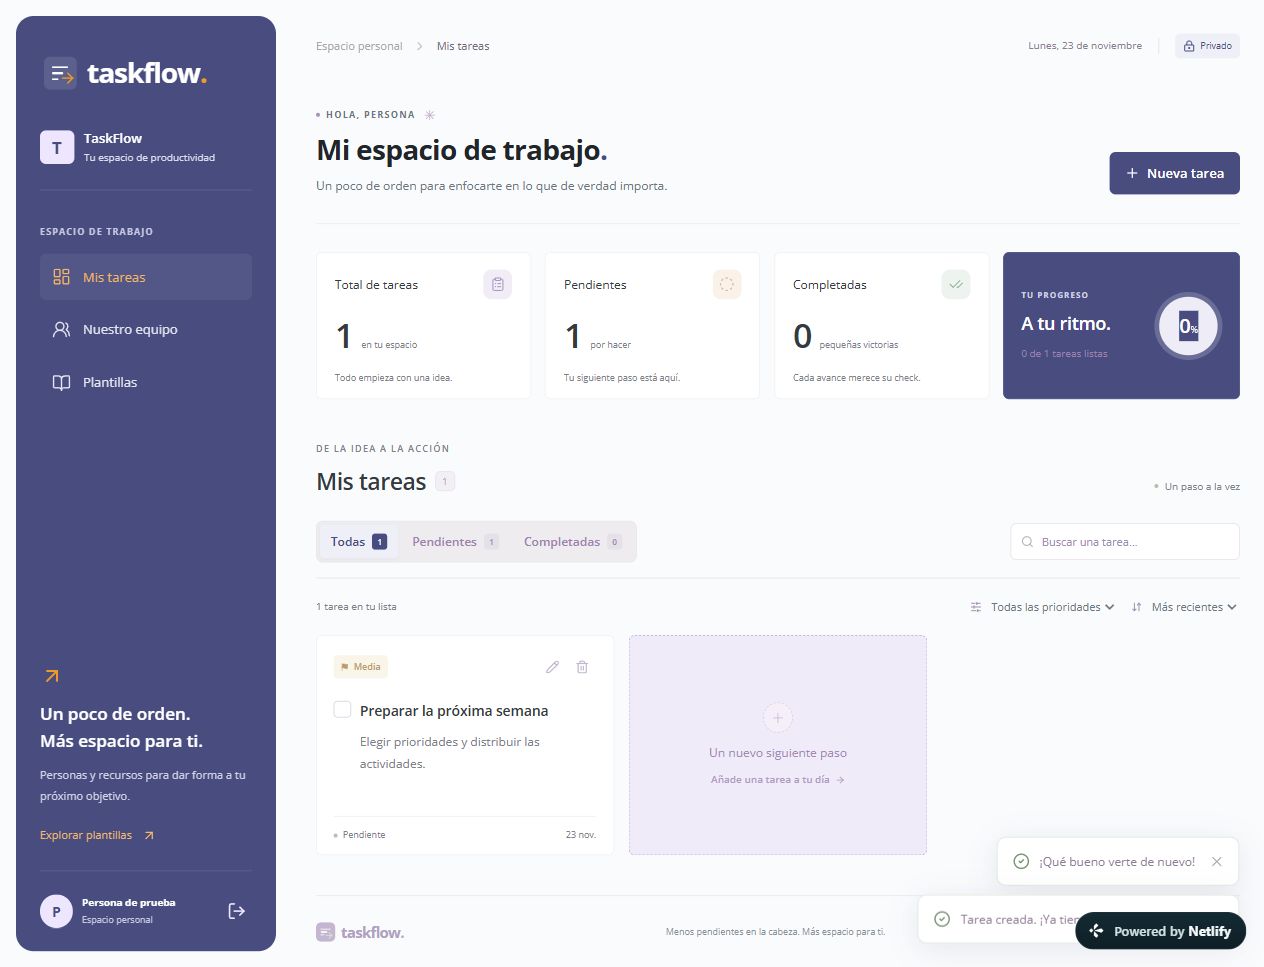 taskflow.
T
TaskFlow
Tu espacio de productividad
ESPACIO DE TRABAJO
Mis tareas
Nuestro equipo
Plantillas
Un poco de orden.
Más espacio para ti.
Personas y recursos para dar forma a tu
próximo objetivo.
Explorar plantillas
P
Persona de prueba
Espacio personal
Espacio personal > Mis tareas
Lunes, 23 de noviembre
Privado
HOLA, PERSONA
Mi espacio de trabajo.
Un poco de orden para enfocarte en lo que de verdad importa.
+ Nueva tarea
Total de tareas
1 en tu espacio
Todo empieza con una idea.
Pendientes
1 por hacer
Tu siguiente paso está aquí.
Completadas
0 pequeñas victorias
Cada avance merece su check.
TU PROGRESO
A tu ritmo.
0 de 1 tareas listas
0%
DE LA IDEA A LA ACCIÓN
Mis tareas 1
Un paso a la vez
Todas 1 Pendientes 1 Completadas 0
Buscar una tarea...
1 tarea en tu lista
Todas las prioridades
Más recientes
Media
Preparar la próxima semana
Elegir prioridades y distribuir las
actividades.
Pendiente
23 nov.
Un nuevo siguiente paso
Añade una tarea a tu día →
¡Qué bueno verte de nuevo!
taskflow.
Menos pendientes en la cabeza. Más espacio para ti.
Tarea creada. ¡Ya
Powered by Netlify